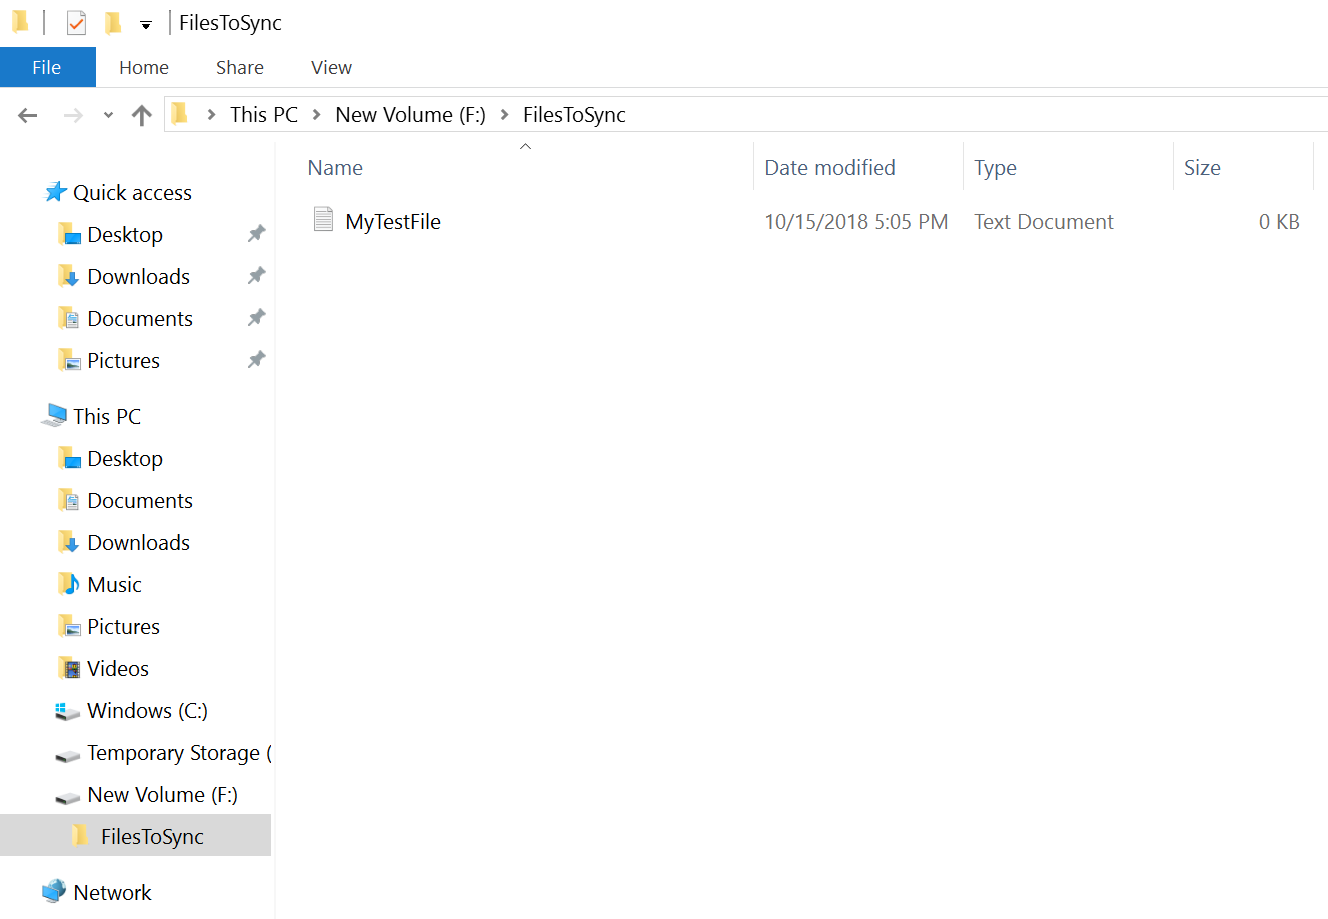 FilesToSync
File Home Share View
This PC New Volume (F:) FilesToSync
Name Date modified Type Size
MyTestFile 10/15/2018 5:05 PM Text Document 0 KB
Quick access
Desktop
Downloads
Documents
Pictures
This PC
Desktop
Documents
Downloads
Music
Pictures
Videos
Windows (C:)
Temporary Storage (
New Volume (F:)
FilesToSync
Network